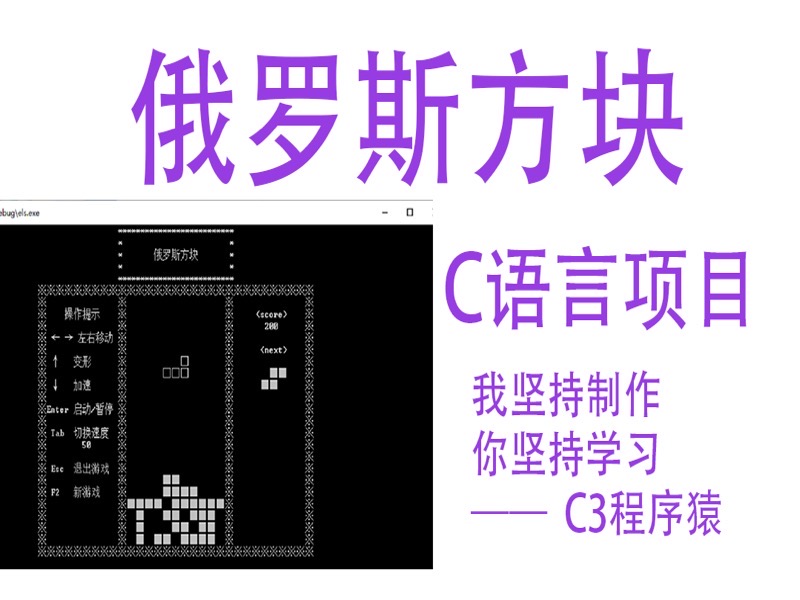 俄罗斯方块
ebug\els.exe
俄罗斯方块
操作提示
← → 左右移动
↑ 变形
↓ 加速
Enter 启动/暂停
Tab 切换速度
50
Esc 退出游戏
F2 新游戏
<score>
200
<next>
C语言项目
我坚持制作
你坚持学习
—— C3程序猿